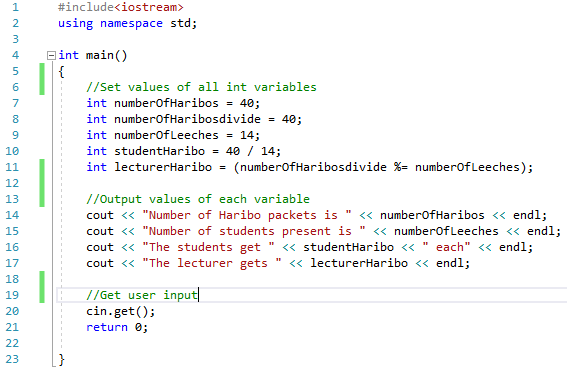 1 #include<iostream>
2 using namespace std;
3
4 int main()
5 {
6 //Set values of all int variables
7 int numberOfHaribos = 40;
8 int numberOfHaribosdivide = 40;
9 int numberOfLeeches = 14;
10 int studentHaribo = 40 / 14;
11 int lecturerHaribo = (numberOfHaribosdivide %= numberOfLeeches);
12
13 //Output values of each variable
14 cout << "Number of Haribo packets is " << numberOfHaribos << endl;
15 cout << "Number of students present is " << numberOfLeeches << endl;
16 cout << "The students get " << studentHaribo << " each" << endl;
17 cout << "The lecturer gets " << lecturerHaribo << endl;
18
19 //Get user input
20 cin.get();
21 return 0;
22
23 }